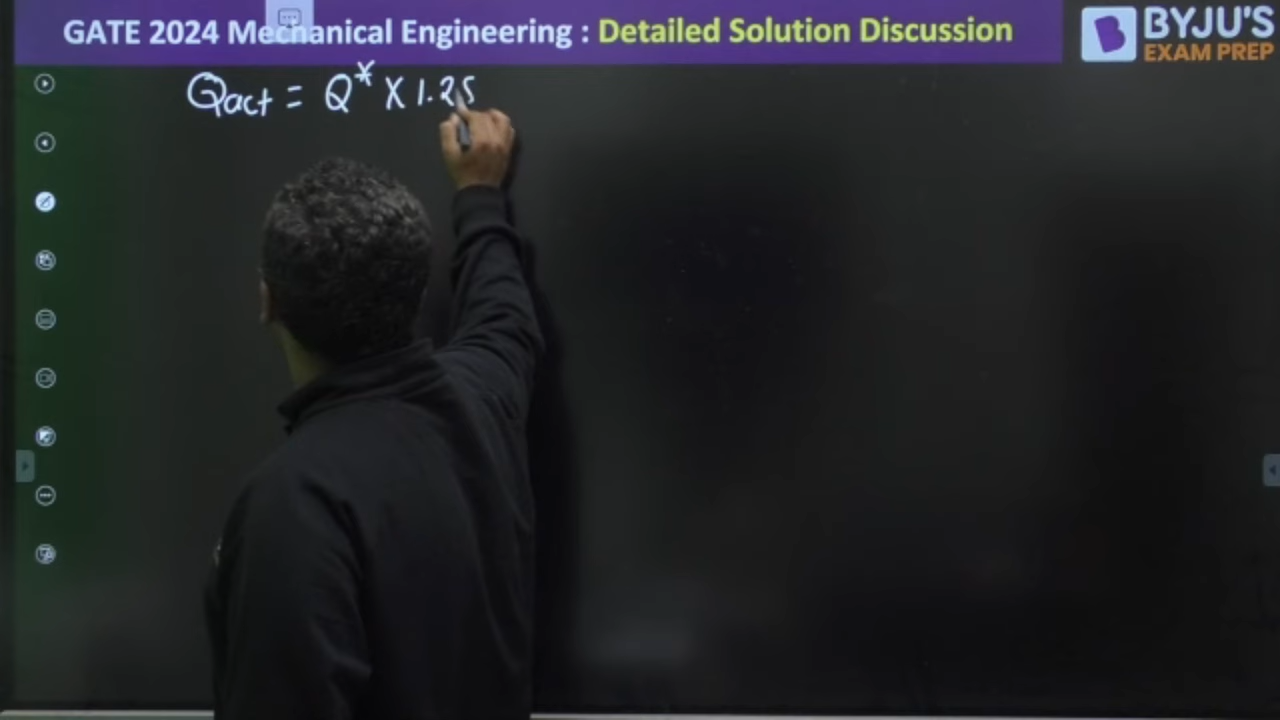 GATE 2024 Mechanical Engineering : Detailed Solution Discussion
BYJU'S
EXAM PREP
Qact = Q* X 1.25